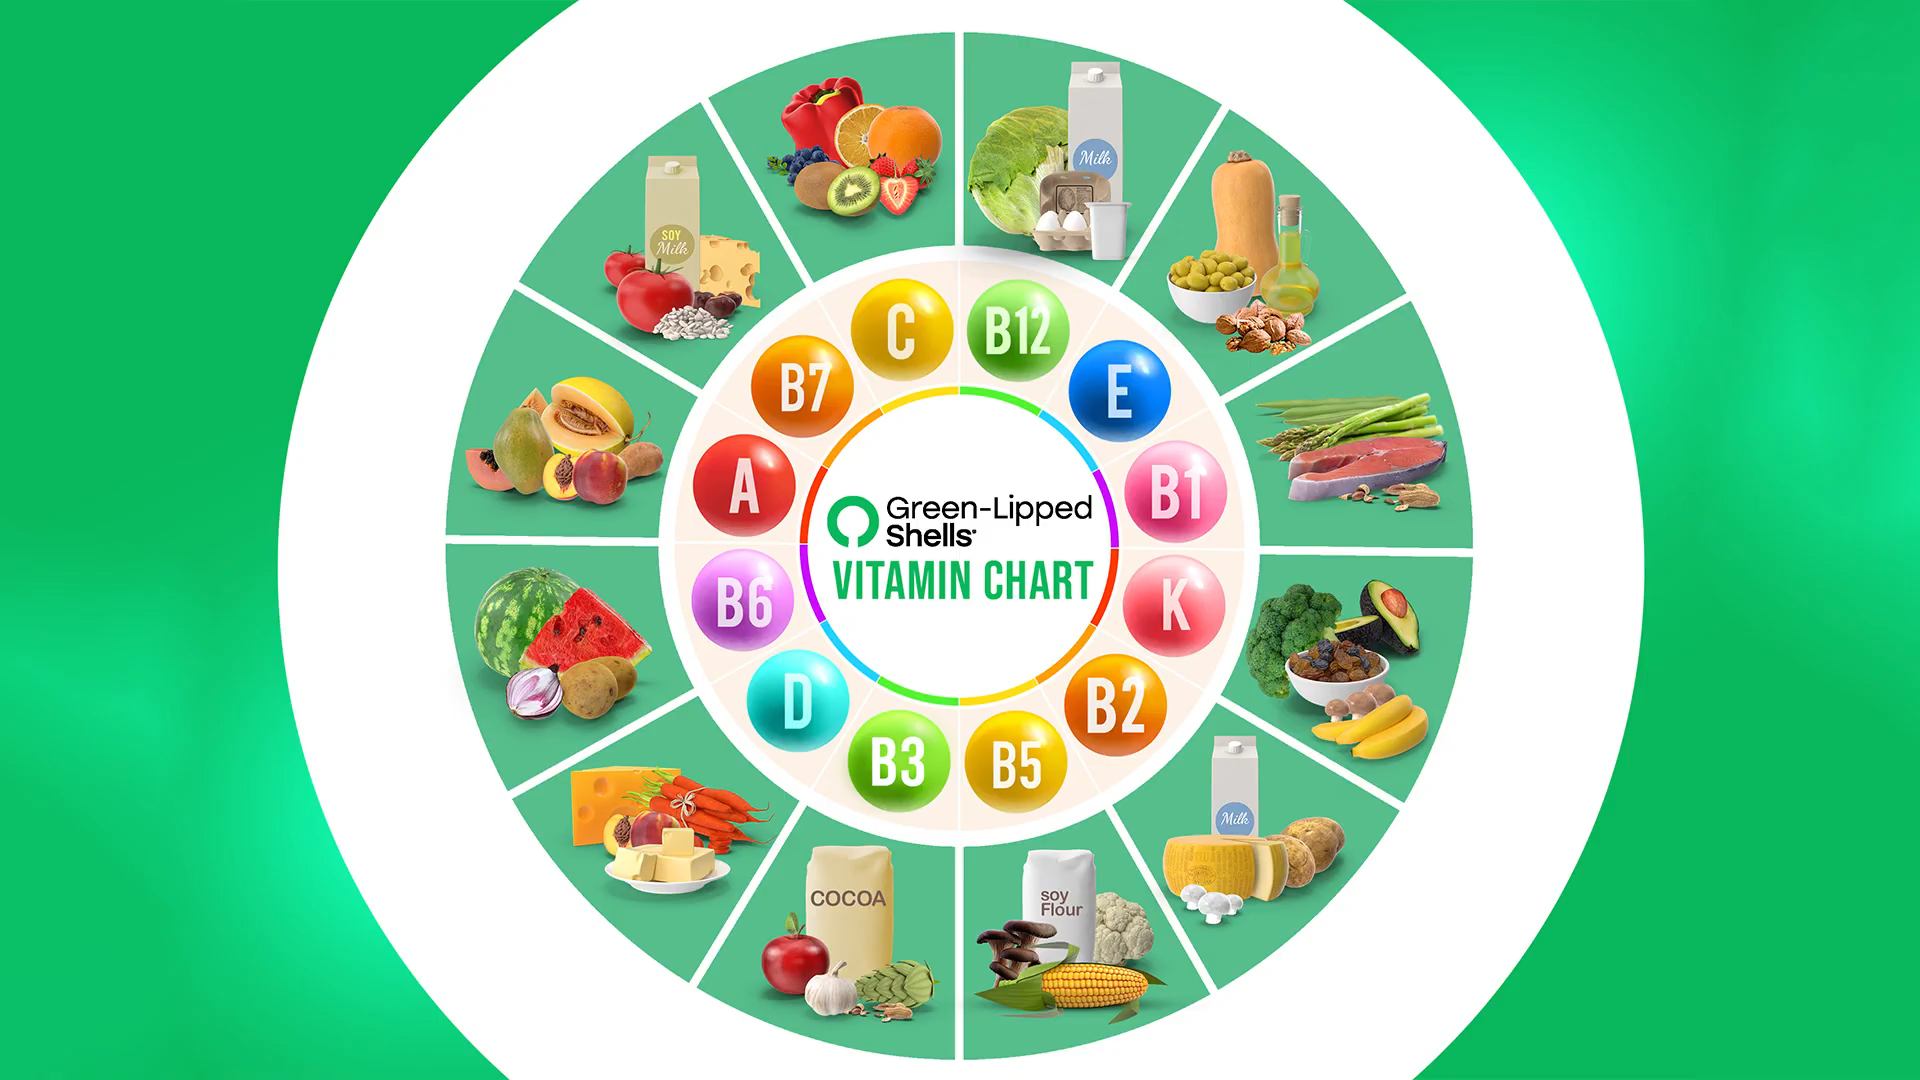 Milk
SOY
Milk
C
B12
B7
E
A
B1
Green-Lipped
Shells
VITAMIN CHART
B6
K
D
B2
B3
B5
Milk
COCOA
soy
Flour